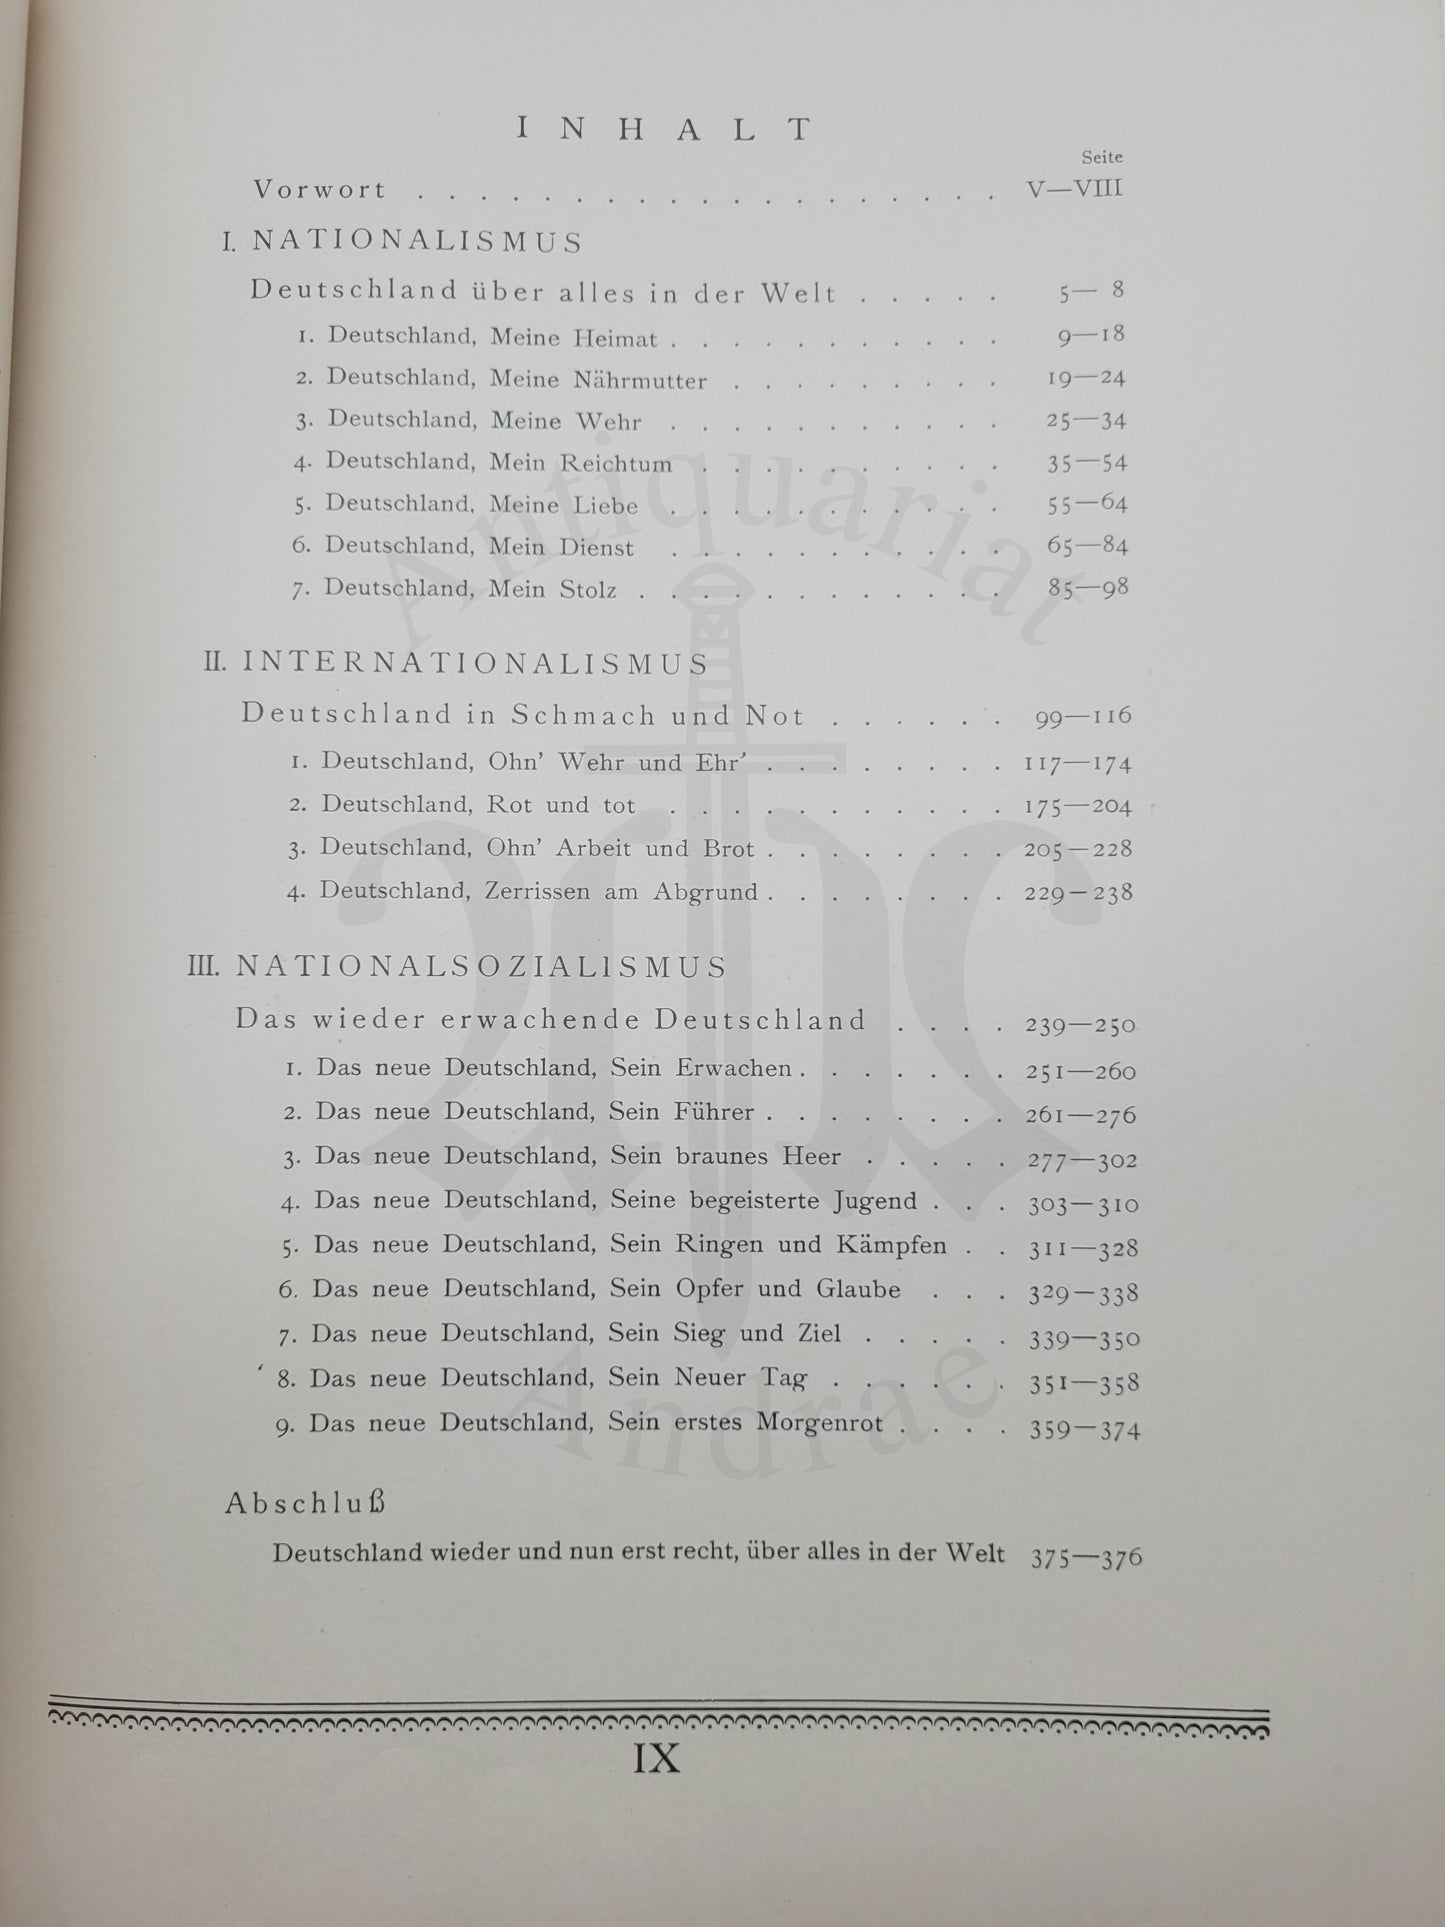 INHALT
Seite
Vorwort . . . . . . . . . . . . . . . . . . . V—VIII
I. NATIONALISMUS
Deutschland über alles in der Welt . . . . . 5— 8
1. Deutschland, Meine Heimat . . . . . . . . . . . 9—18
2. Deutschland, Meine Nährmutter . . . . . . . . . 19—24
3. Deutschland, Meine Wehr . . . . . . . . . . . 25—34
4. Deutschland, Mein Reichtum . . . . . . . . . . 35—54
5. Deutschland, Meine Liebe . . . . . . . . . . . 55—64
6. Deutschland, Mein Dienst . . . . . . . . . . . 65—84
7. Deutschland, Mein Stolz . . . . . . . . . . . . 85—98
II. INTERNATIONALISMUS
Deutschland in Schmach und Not . . . . . . 99—116
1. Deutschland, Ohn' Wehr und Ehr' . . . . . . . . 117—174
2. Deutschland, Rot und tot . . . . . . . . . . . 175—204
3. Deutschland, Ohn' Arbeit und Brot . . . . . . . . 205—228
4. Deutschland, Zerrissen am Abgrund . . . . . . . . 229—238
III. NATIONALSOZIALISMUS
Das wieder erwachende Deutschland . . . . 239—250
1. Das neue Deutschland, Sein Erwachen . . . . . . . 251—260
2. Das neue Deutschland, Sein Führer . . . . . . . . 261—276
3. Das neue Deutschland, Sein braunes Heer . . . . . 277—302
4. Das neue Deutschland, Seine begeisterte Jugend . . . 303—310
5. Das neue Deutschland, Sein Ringen und Kämpfen . . 311—328
6. Das neue Deutschland, Sein Opfer und Glaube . . . 329—338
7. Das neue Deutschland, Sein Sieg und Ziel . . . . . 339—350
8. Das neue Deutschland, Sein Neuer Tag . . . . . . 351—358
9. Das neue Deutschland, Sein erstes Morgenrot . . . . 359—374
Abschluß
Deutschland wieder und nun erst recht, über alles in der Welt 375—376
IX
Antiquariat
Andrae